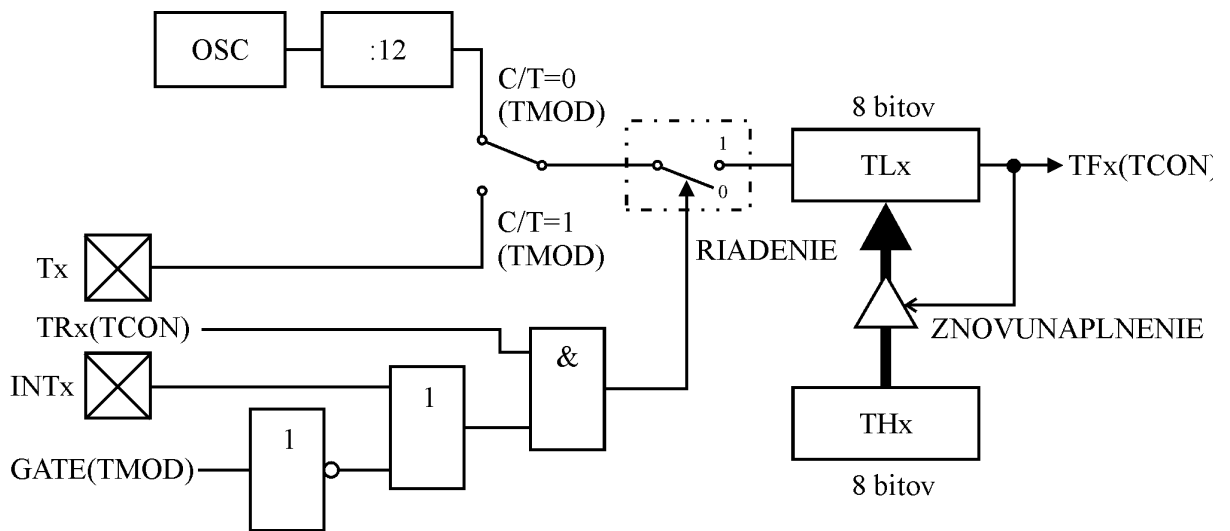 OSC
:12
C/T=0
(TMOD)
8 bitov
1
TLx
TFx(TCON)
0
C/T=1
(TMOD)
RIADENIE
Tx
TRx(TCON)
ZNOVUNAPLNENIE
&
INTx
1
THx
1
GATE(TMOD)
8 bitov